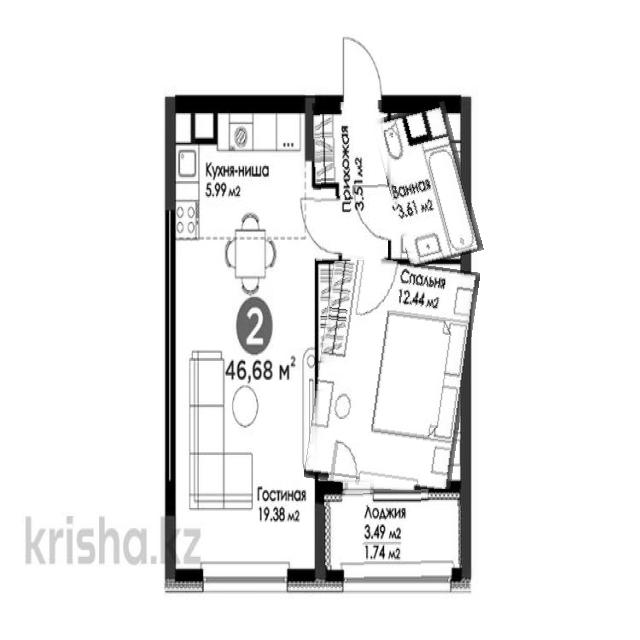 Кухня-ниша
5.99 м2
Прихожая
3.51 м2
Ванная
3.61 м2
Спальня
12.44 м2
2
46,68 м2
Гостиная
19.38 м2
Лоджия
3.49 м2
1.74 м2
krisha.kz